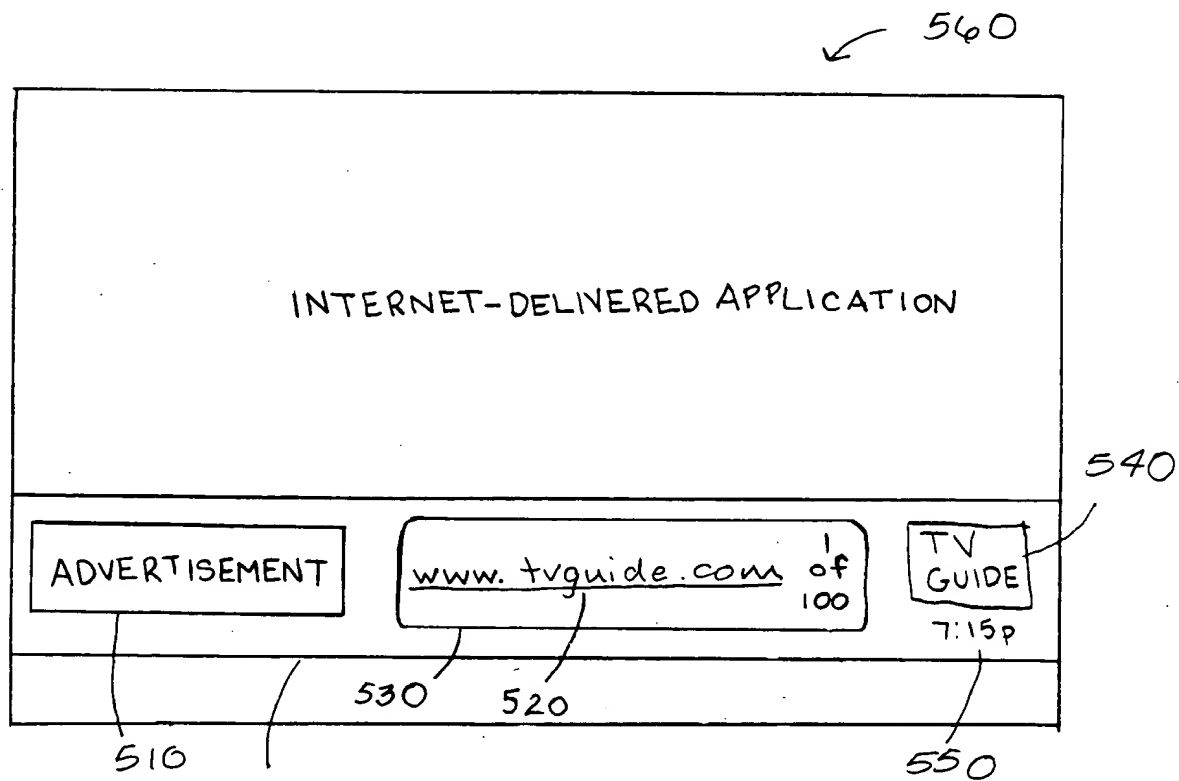 560
INTERNET-DELIVERED APPLICATION
540
ADVERTISEMENT
www.tvguide.com
1
of
100
TV
GUIDE
7:15p
530
520
510
550